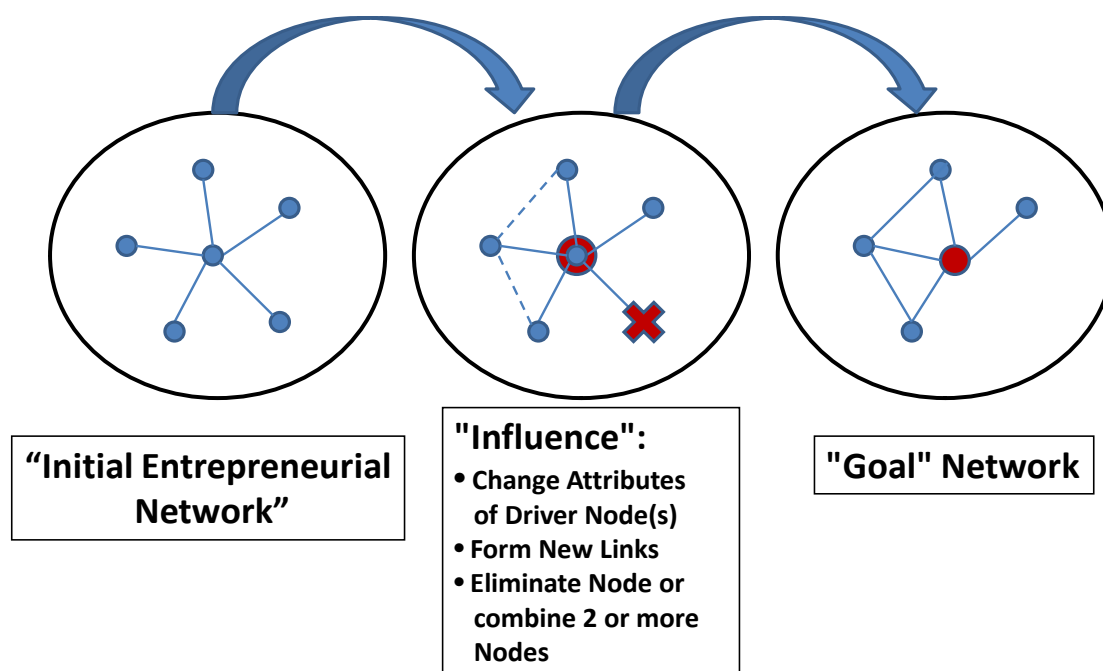 “Initial Entrepreneurial
Network”
"Influence":
• Change Attributes
of Driver Node(s)
• Form New Links
• Eliminate Node or
combine 2 or more
Nodes
"Goal" Network